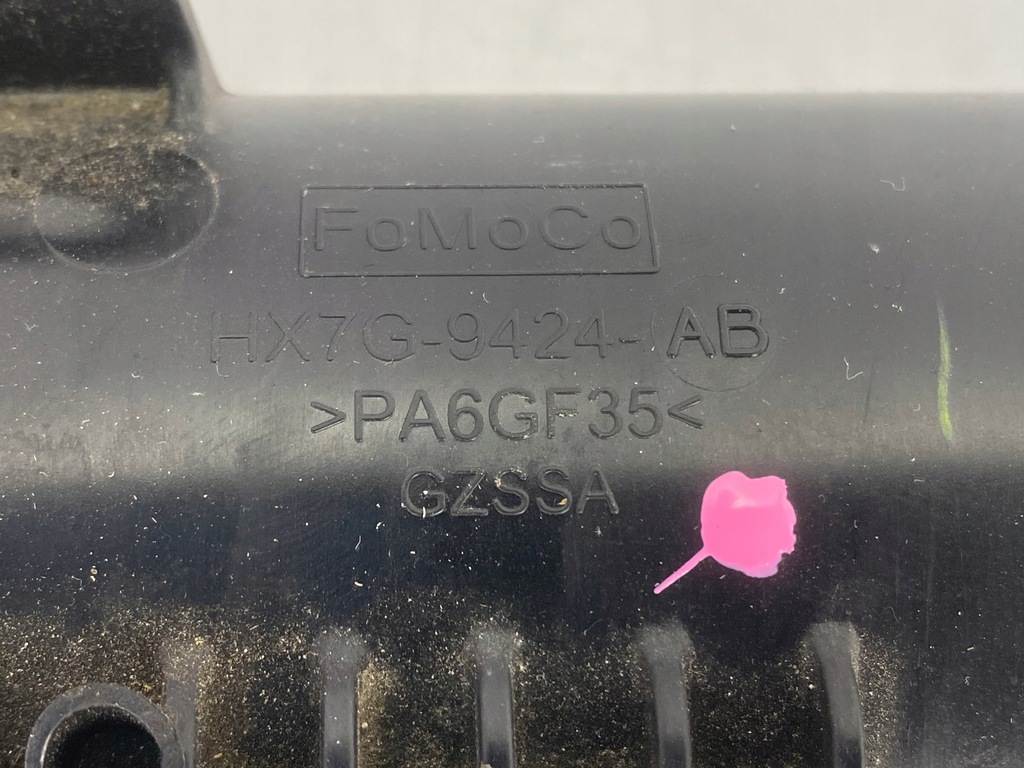 FoMoCo
HX7G-9424-AB
>PA6GF35<
GZSSA